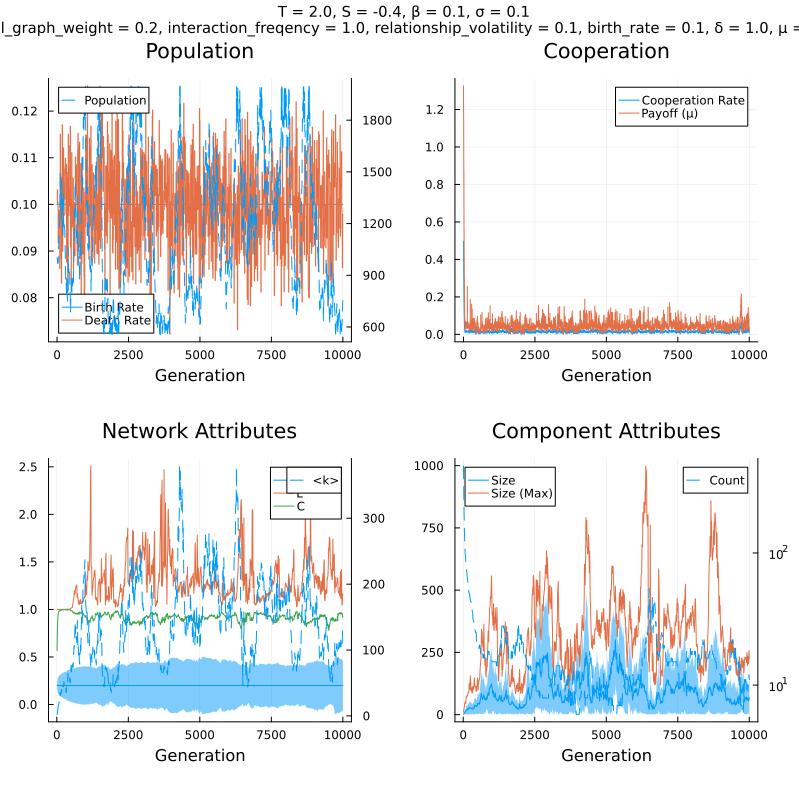 T = 2.0, S = -0.4, β = 0.1, σ = 0.1
l_graph_weight = 0.2, interaction_freqency = 1.0, relationship_volatility = 0.1, birth_rate = 0.1, δ = 1.0, μ =
Population
Cooperation
Population
Birth Rate
Death Rate
0.12
0.11
0.10
0.09
0.08
1800
1500
1200
900
600
0
2500
5000
7500
10000
Generation
Cooperation Rate
Payoff (μ)
1.2
1.0
0.8
0.6
0.4
0.2
0.0
0
2500
5000
7500
10000
Generation
Network Attributes
Component Attributes
<k>
C
2.5
2.0
1.5
1.0
0.5
0.0
300
200
100
0
0
2500
5000
7500
10000
Generation
Size
Size (Max)
Count
1000
750
500
250
0
10²
10¹
0
2500
5000
7500
10000
Generation